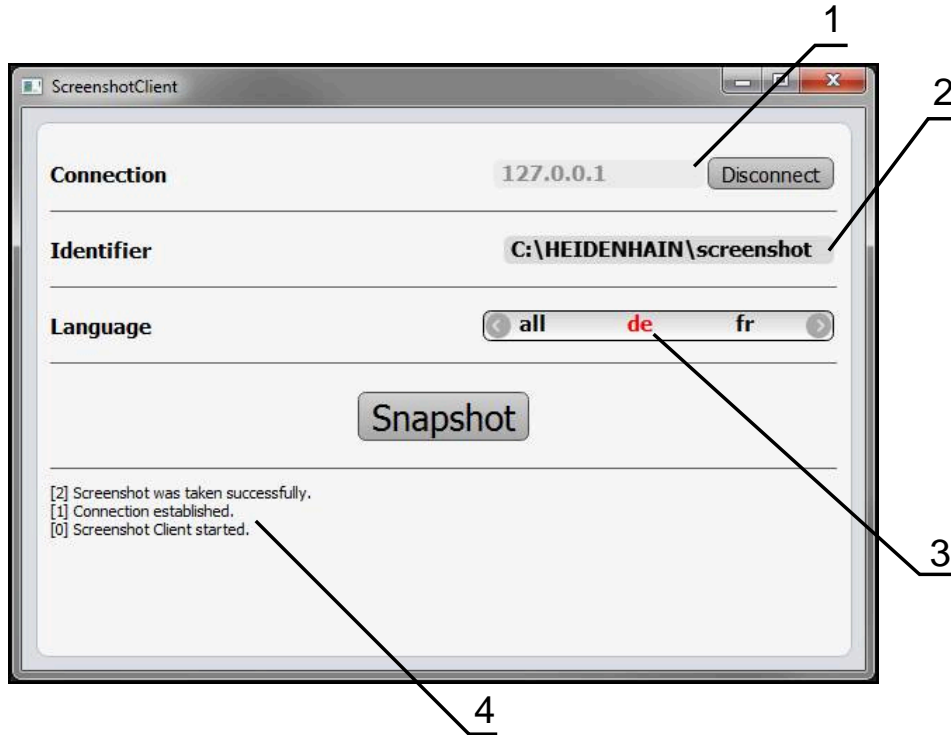 1
ScreenshotClient
2
Connection 127.0.0.1 Disconnect
Identifier C:\HEIDENHAIN\screenshot
Language all de fr
Snapshot
[2] Screenshot was taken successfully.
[1] Connection established.
[0] Screenshot Client started.
3
4